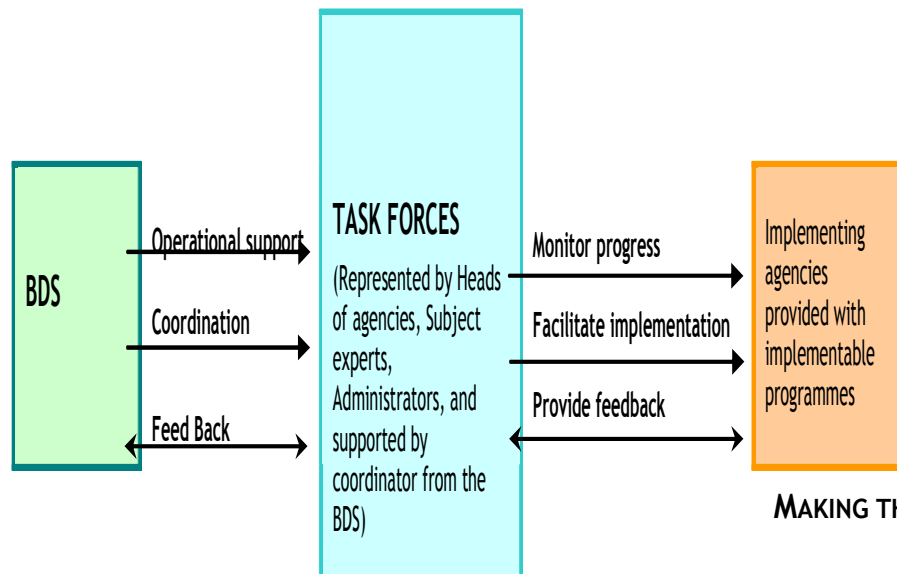 BDS
Operational support
Coordination
Feed Back
TASK FORCES
(Represented by Heads
of agencies, Subject
experts,
Administrators, and
supported by
coordinator from the
BDS)
Monitor progress
Facilitate implementation
Provide feedback
Implementing
agencies
provided with
implementable
programmes
MAKING TH